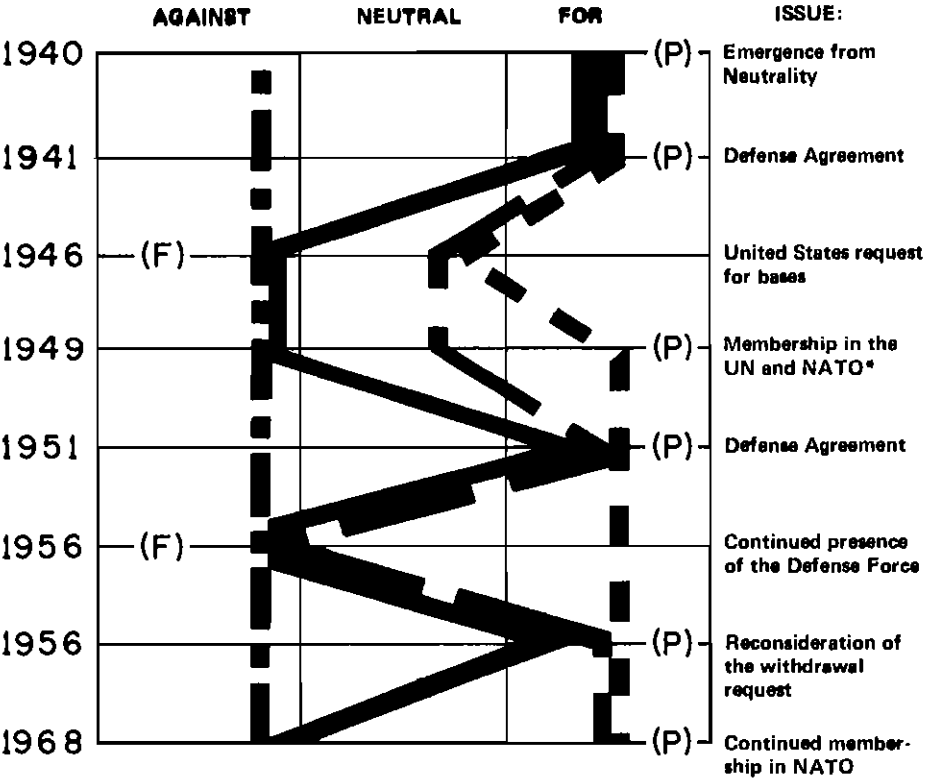 AGAINST NEUTRAL FOR ISSUE:
1940 (P) Emergence from
Neutrality
1941 (P) Defense Agreement
1946 (F) United States request
for bases
1949 (P) Membership in the
UN and NATO*
1951 (P) Defense Agreement
1956 (F) Continued presence
of the Defense Force
1956 (P) Reconsideration of
the withdrawal
request
1968 (P) Continued member-
ship in NATO